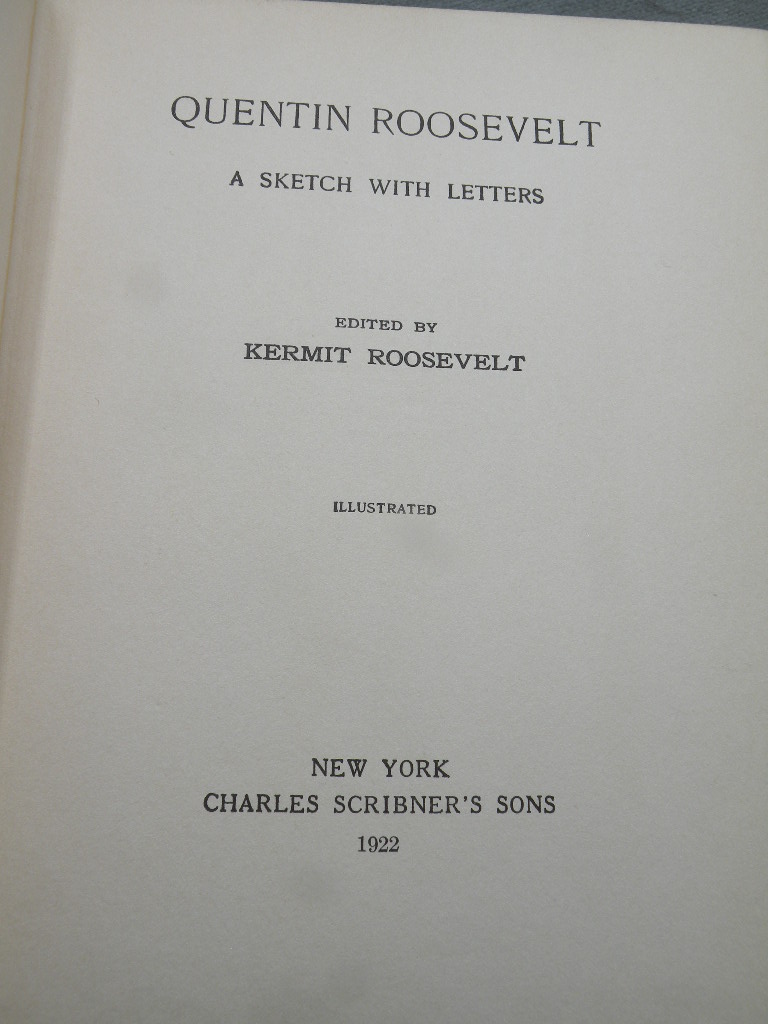 QUENTIN ROOSEVELT
A SKETCH WITH LETTERS
EDITED BY
KERMIT ROOSEVELT
ILLUSTRATED
NEW YORK
CHARLES SCRIBNER'S SONS
1922